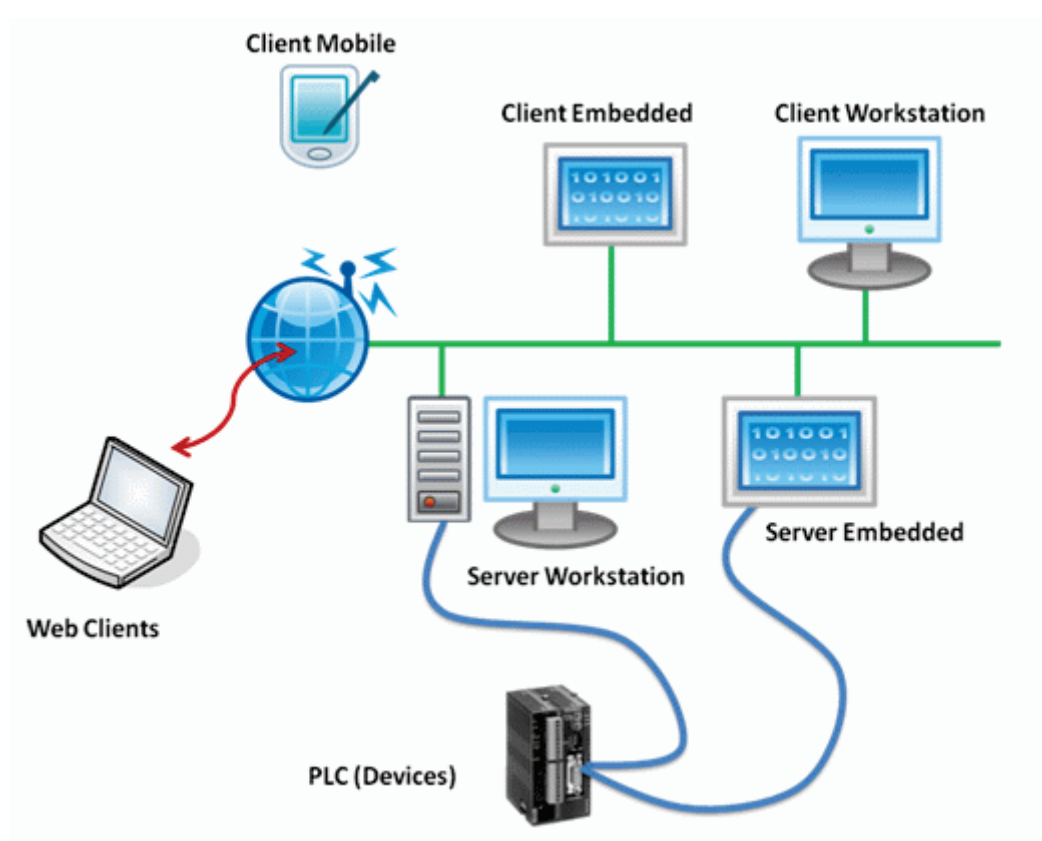 Client Mobile
Client Embedded
Client Workstation
101001
010010
101010
101001
010010
101010
Server Embedded
Server Workstation
Web Clients
PLC (Devices)